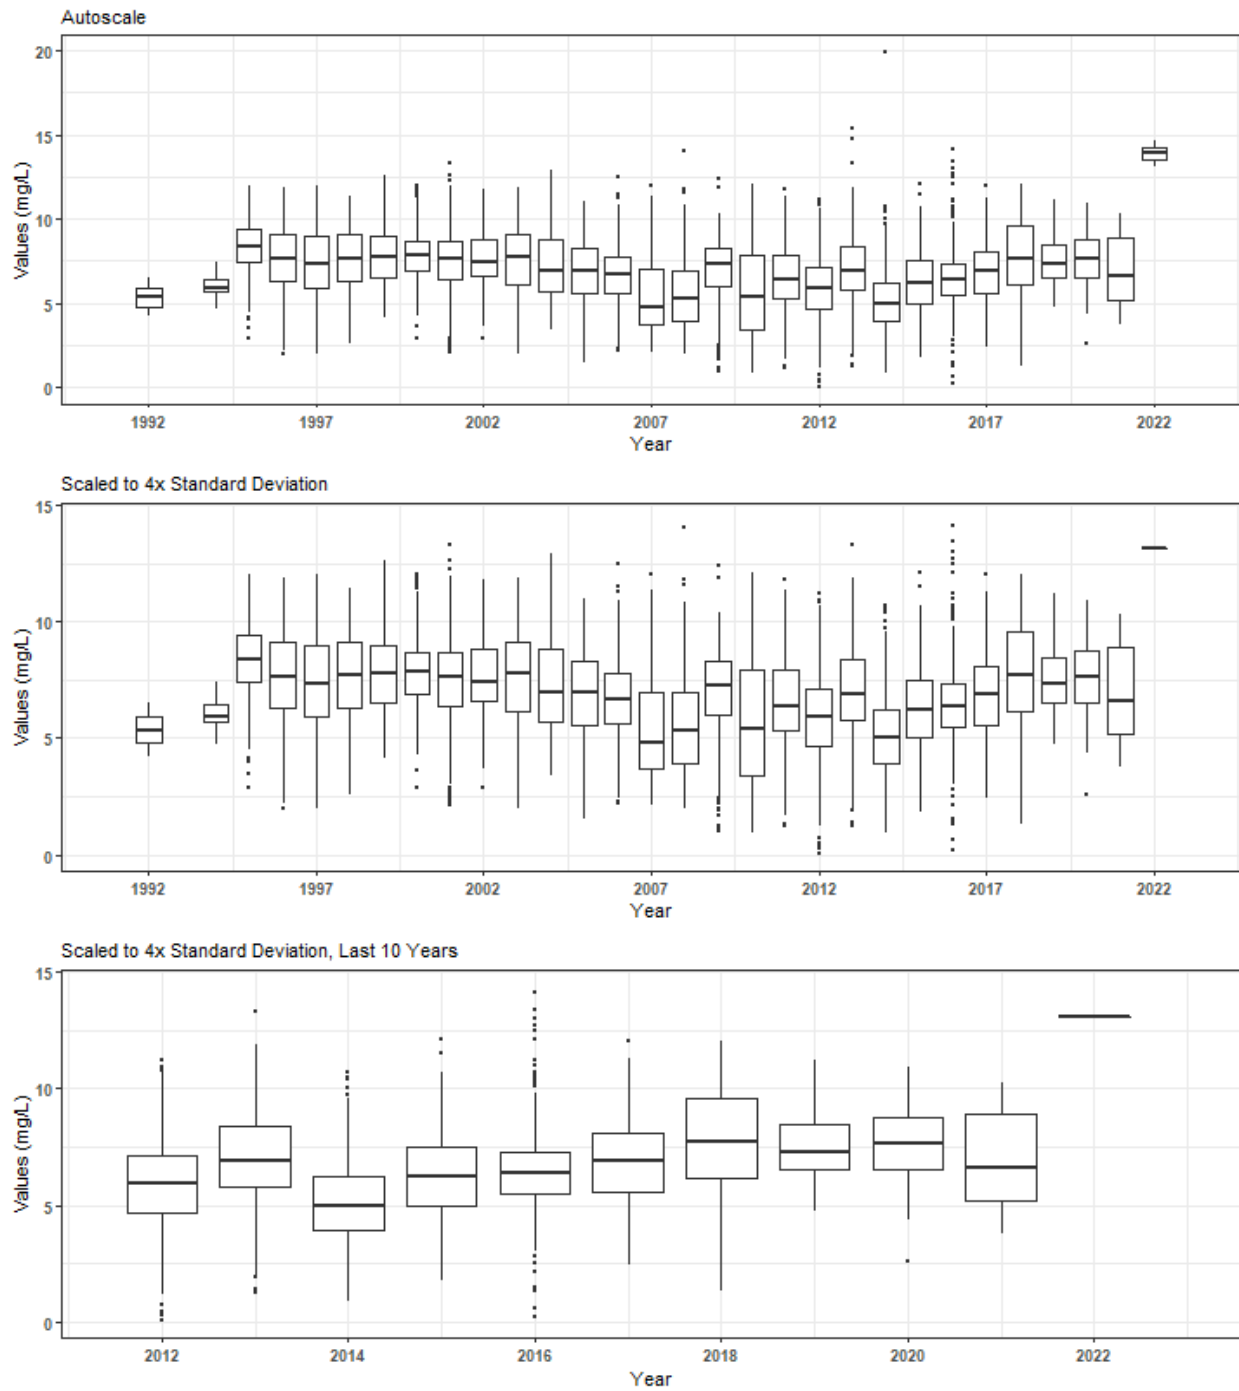 Autoscale
20
15
10
5
0
Values (mg/L)
1992 1997 2002 2007 2012 2017 2022
Year
Scaled to 4x Standard Deviation
15
10
5
0
Values (mg/L)
1992 1997 2002 2007 2012 2017 2022
Year
Scaled to 4x Standard Deviation, Last 10 Years
15
10
5
0
Values (mg/L)
2012 2014 2016 2018 2020 2022
Year